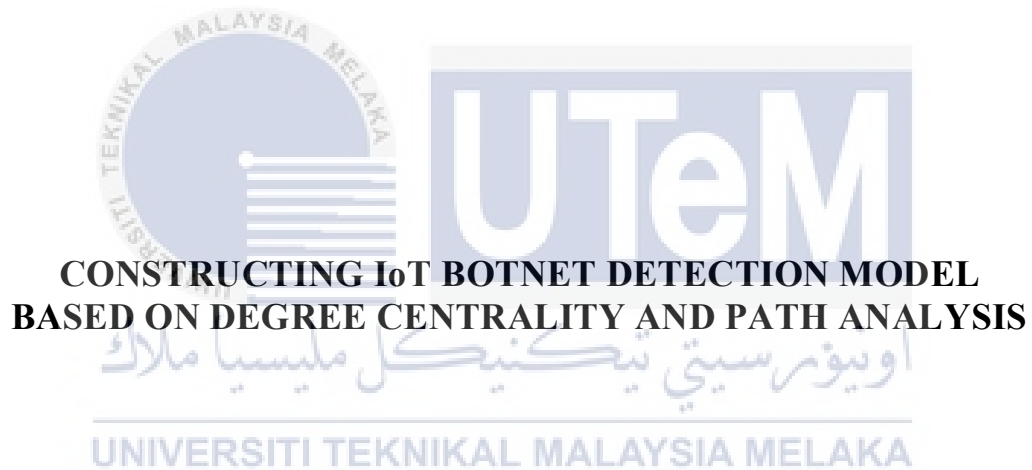 UNIVERSITI TEKNIKAL MALAYSIA MELAKA
UTeM
CONSTRUCTING IoT BOTNET DETECTION MODEL
BASED ON DEGREE CENTRALITY AND PATH ANALYSIS
اونيۏرسيتي تيكنيكل مليسيا ملاك
UNIVERSITI TEKNIKAL MALAYSIA MELAKA